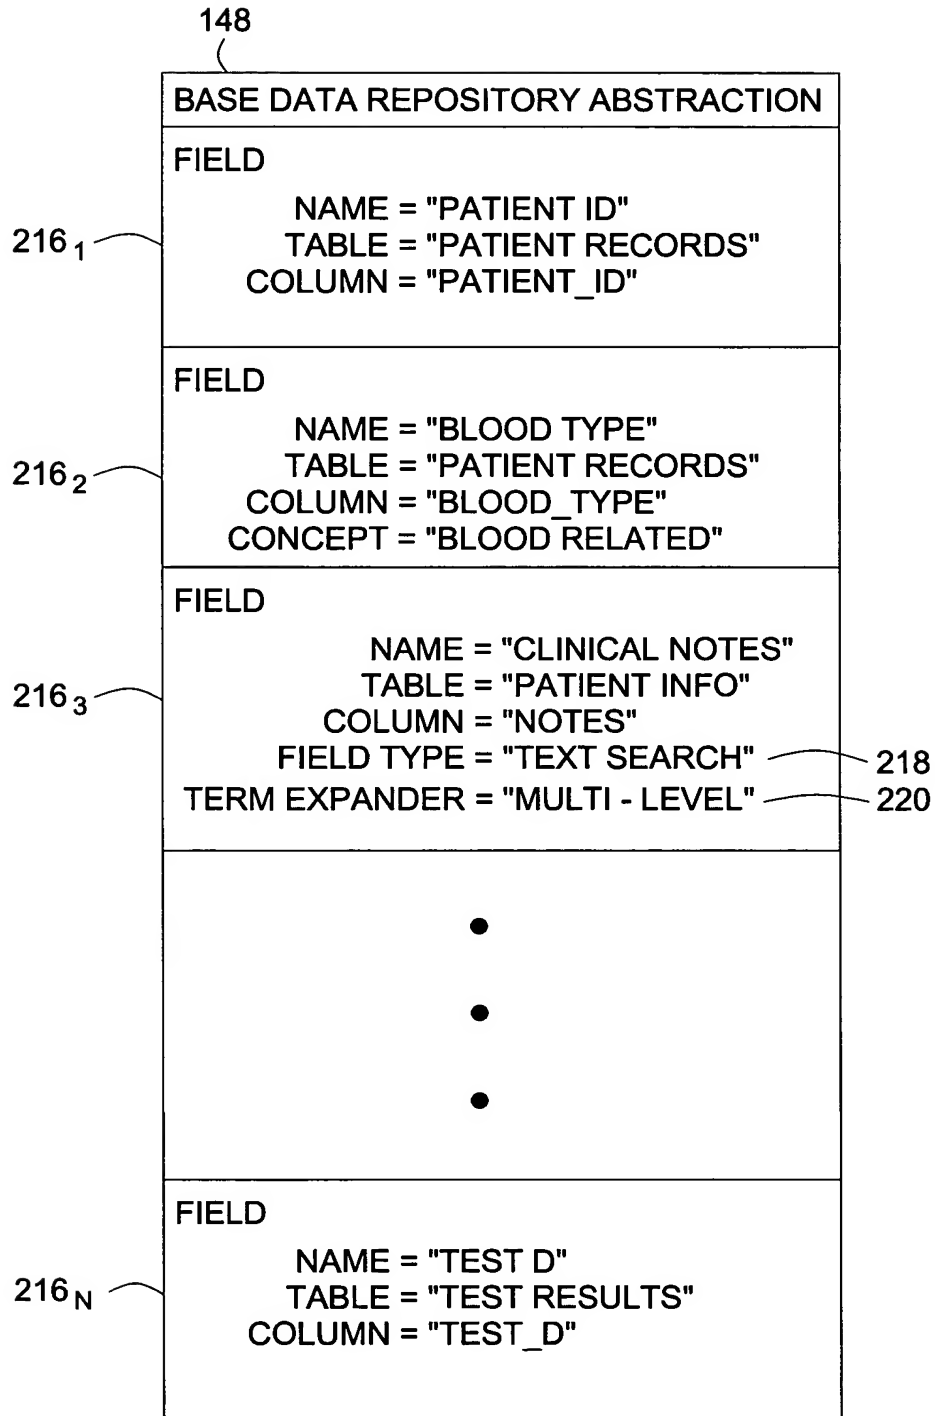 148
BASE DATA REPOSITORY ABSTRACTION
FIELD
NAME = "PATIENT ID"
216₁
TABLE = "PATIENT RECORDS"
COLUMN = "PATIENT_ID"
FIELD
NAME = "BLOOD TYPE"
216₂
TABLE = "PATIENT RECORDS"
COLUMN = "BLOOD_TYPE"
CONCEPT = "BLOOD RELATED"
FIELD
NAME = "CLINICAL NOTES"
216₃
TABLE = "PATIENT INFO"
COLUMN = "NOTES"
FIELD TYPE = "TEXT SEARCH" 218
TERM EXPANDER = "MULTI - LEVEL" 220
FIELD
NAME = "TEST D"
216N
TABLE = "TEST RESULTS"
COLUMN = "TEST_D"